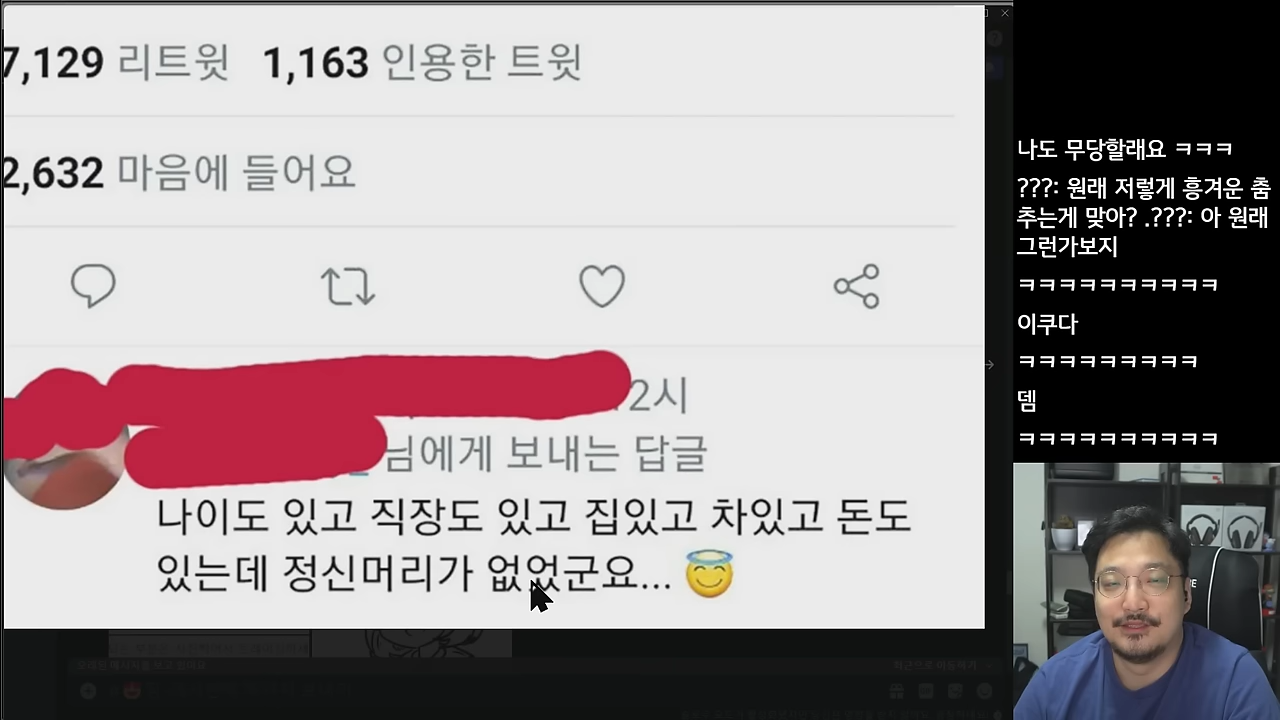 7,129 리트윗 1,163 인용한 트윗
2,632 마음에 들어요
2시
님에게 보내는 답글
나이도 있고 직장도 있고 집있고 차있고 돈도
있는데 정신머리가 없었군요...
나도 무당할래요 ㅋㅋㅋ
???: 원래 저렇게 흥겨운 춤
추는게 맞아? .???: 아 원래
그런가보지
ㅋㅋㅋㅋㅋㅋㅋㅋㅋㅋ
이쿠다
ㅋㅋㅋㅋㅋㅋㅋㅋㅋ
뎀
ㅋㅋㅋㅋㅋㅋㅋㅋㅋㅋ